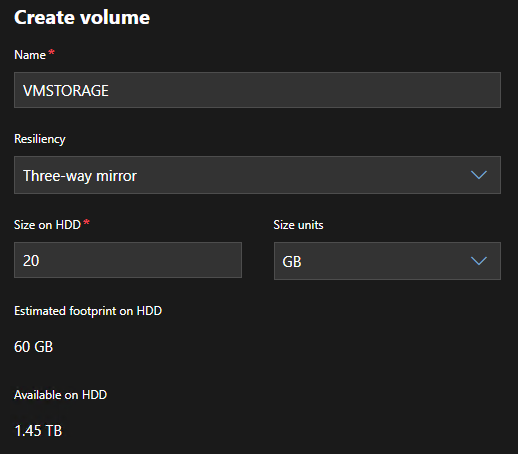 Create volume
Name *
VMSTORAGE
Resiliency
Three-way mirror
Size on HDD * Size units
20 GB
Estimated footprint on HDD
60 GB
Available on HDD
1.45 TB